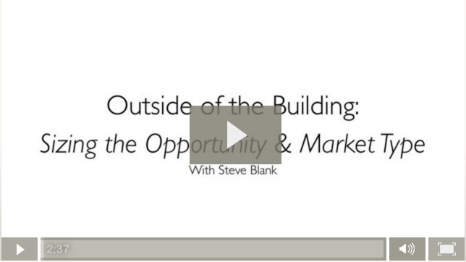 Outside of the Building:
Sizing the Opportunity & Market Type
With Steve Blank
2:37